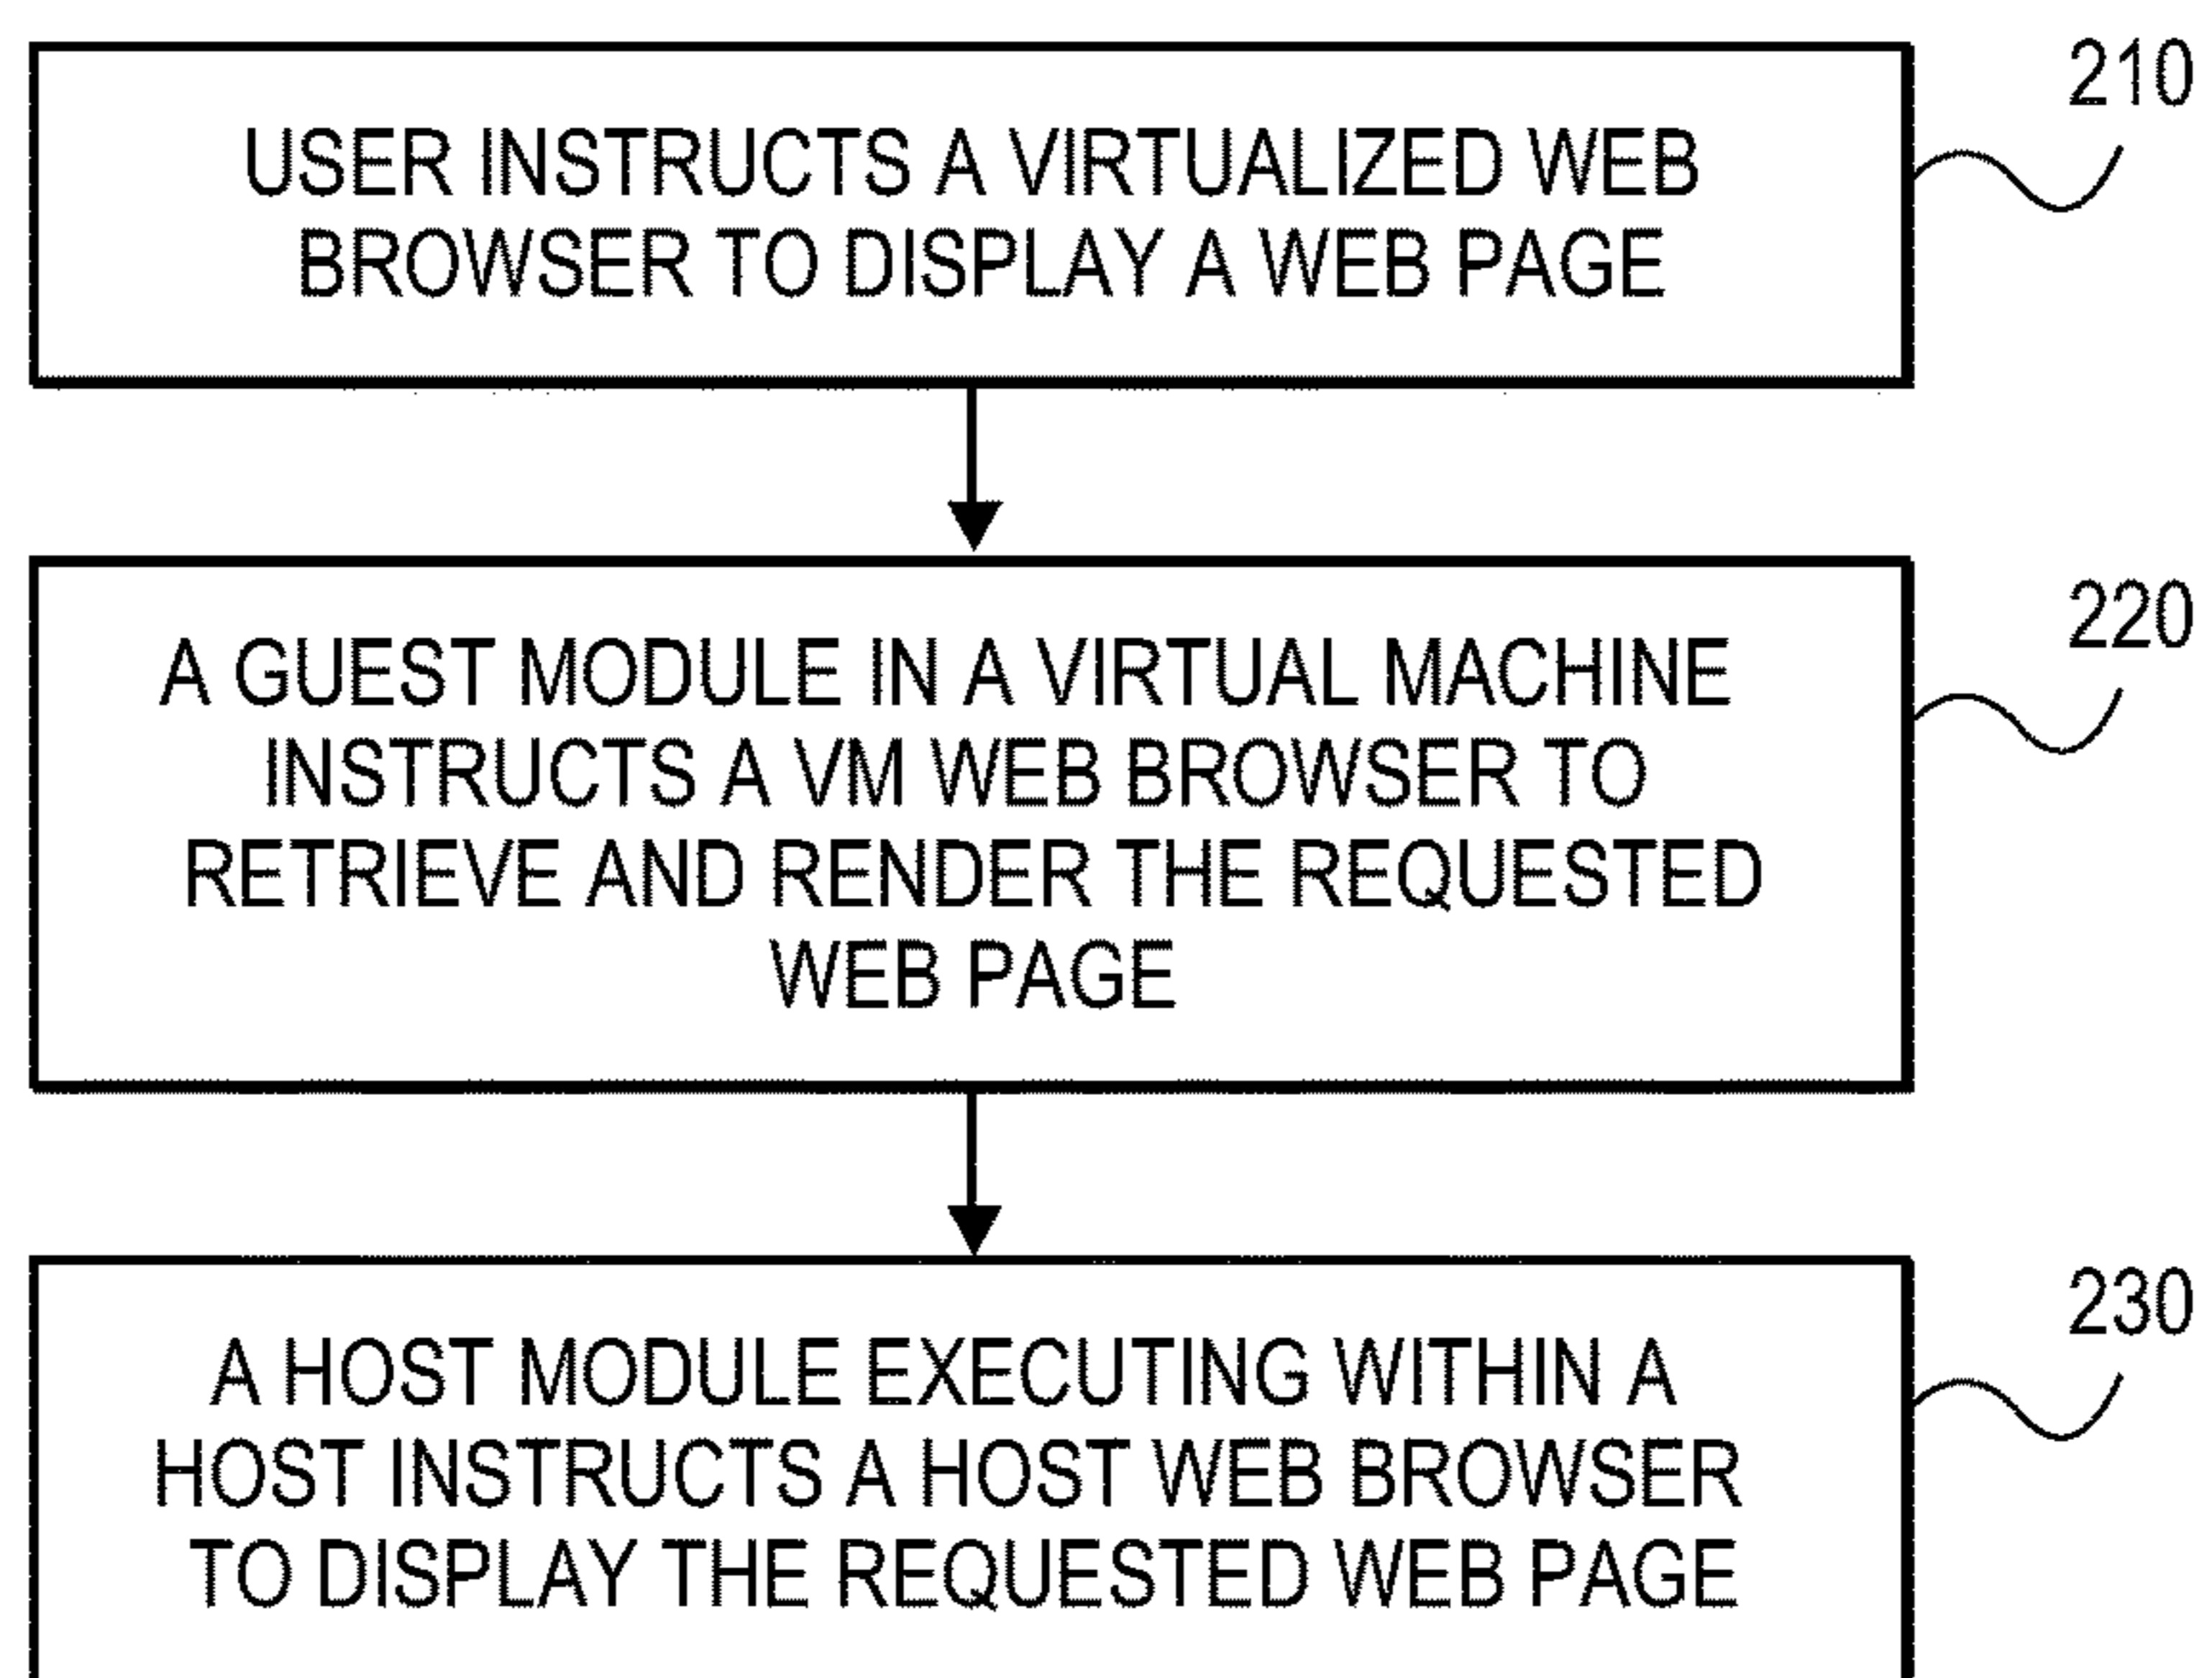 210
USER INSTRUCTS A VIRTUALIZED WEB
BROWSER TO DISPLAY A WEB PAGE
220
A GUEST MODULE IN A VIRTUAL MACHINE
INSTRUCTS A VM WEB BROWSER TO
RETRIEVE AND RENDER THE REQUESTED
WEB PAGE
230
A HOST MODULE EXECUTING WITHIN A
HOST INSTRUCTS A HOST WEB BROWSER
TO DISPLAY THE REQUESTED WEB PAGE